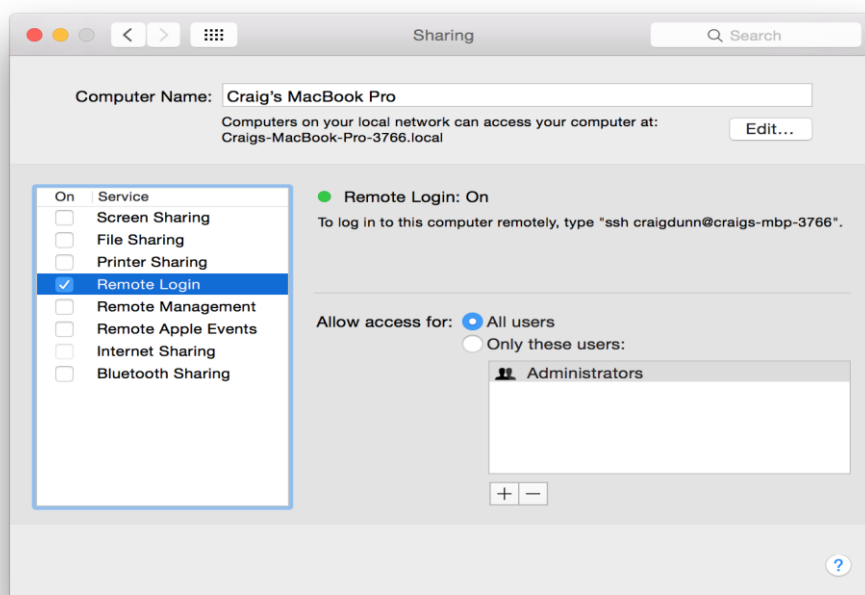 Sharing
Search
Computer Name: Craig's MacBook Pro
Computers on your local network can access your computer at:
Craigs-MacBook-Pro-3766.local
Edit...
On Service
Screen Sharing
File Sharing
Printer Sharing
Remote Login
Remote Management
Remote Apple Events
Internet Sharing
Bluetooth Sharing
Remote Login: On
To log in to this computer remotely, type "ssh craigdunn@craigs-mbp-3766".
Allow access for: All users
Only these users:
Administrators
+ −
?